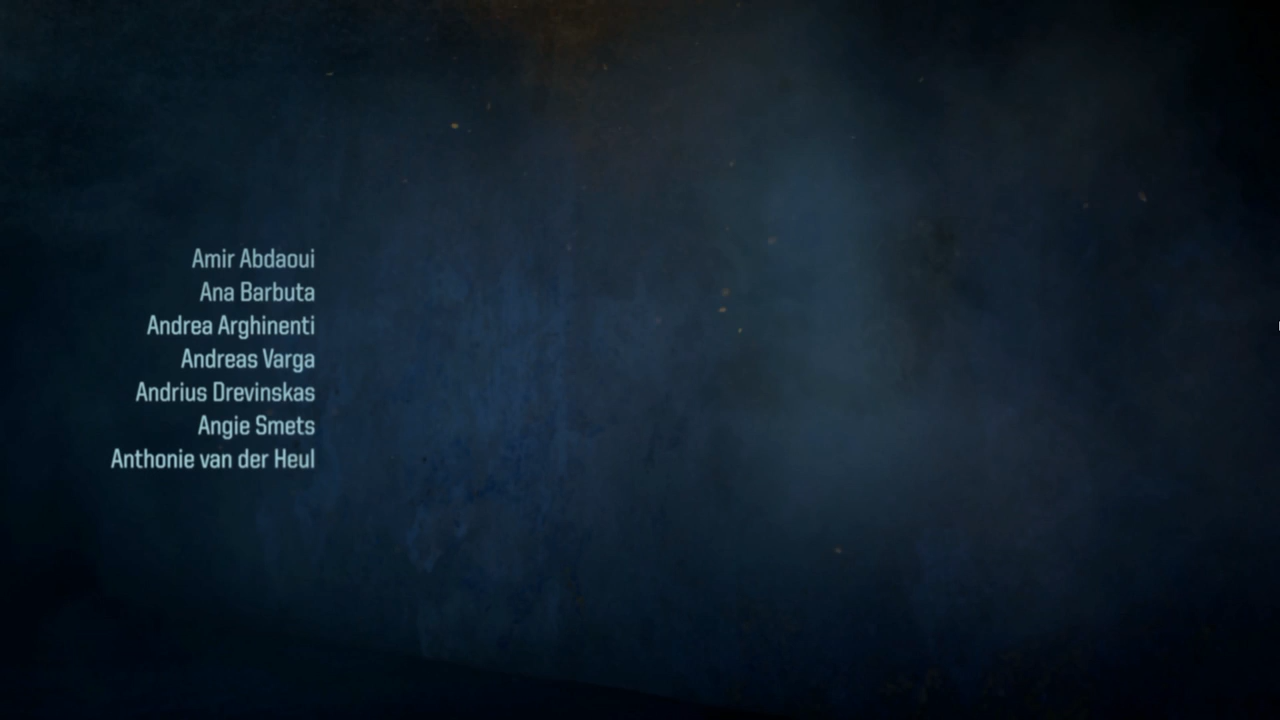 Amir Abdaoui
Ana Barbuta
Andrea Arghinenti
Andreas Varga
Andrius Drevinskas
Angie Smets
Anthonie van der Heul